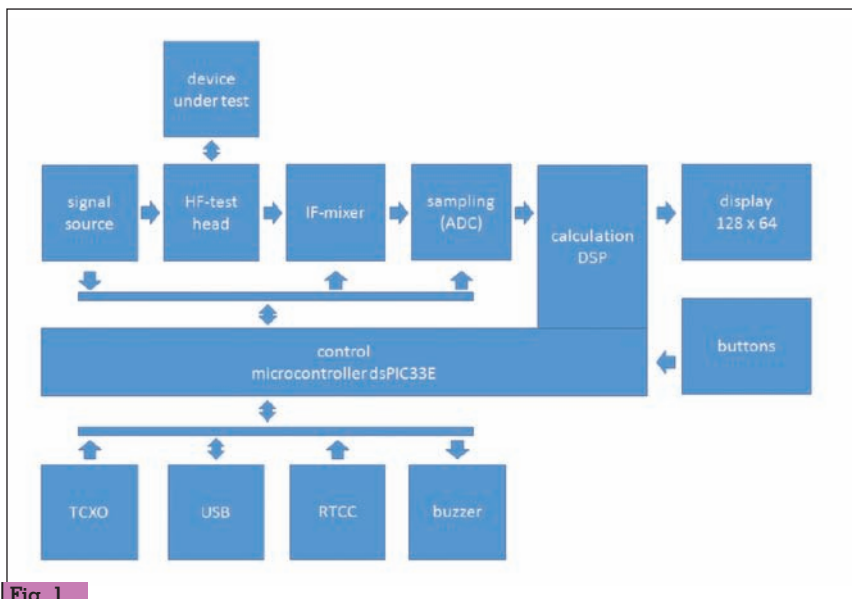 device
under test
signal
source
HF-test
head
IF-mixer
sampling
(ADC)
calculation
DSP
display
128 x 64
control
microcontroller dsPIC33E
buttons
TCXO
USB
RTCC
buzzer
Fig. 1